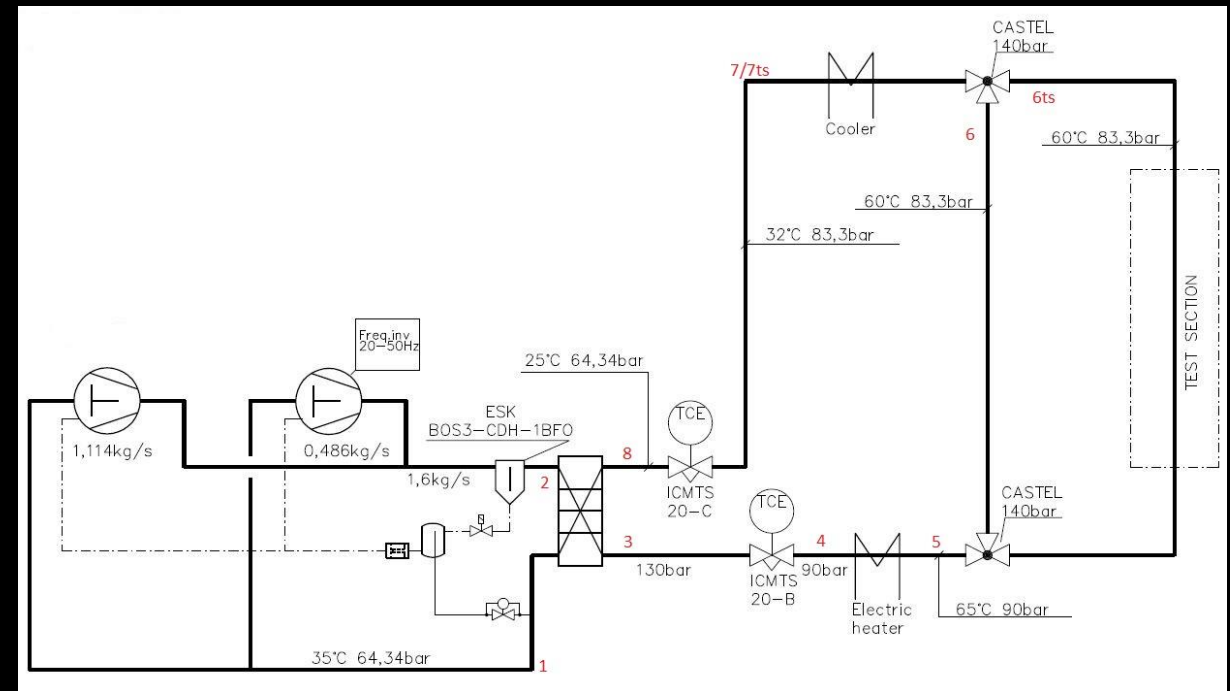 CASTEL
140bar
7/7ts
6ts
Cooler
6
60°C 83,3bar
60°C 83,3bar
32°C 83,3bar
TEST SECTION
Freq.inv
20-50Hz
25°C 64,34bar
TCE
ESK
BOS3-CDH-1BFO
1,114kg/s
0,486kg/s
1,6kg/s
2
8
ICMTS
20-C
TCE
CASTEL
140bar
3
4
5
130bar
90bar
ICMTS
20-B
Electric
heater
65°C 90bar
35°C 64,34bar
1